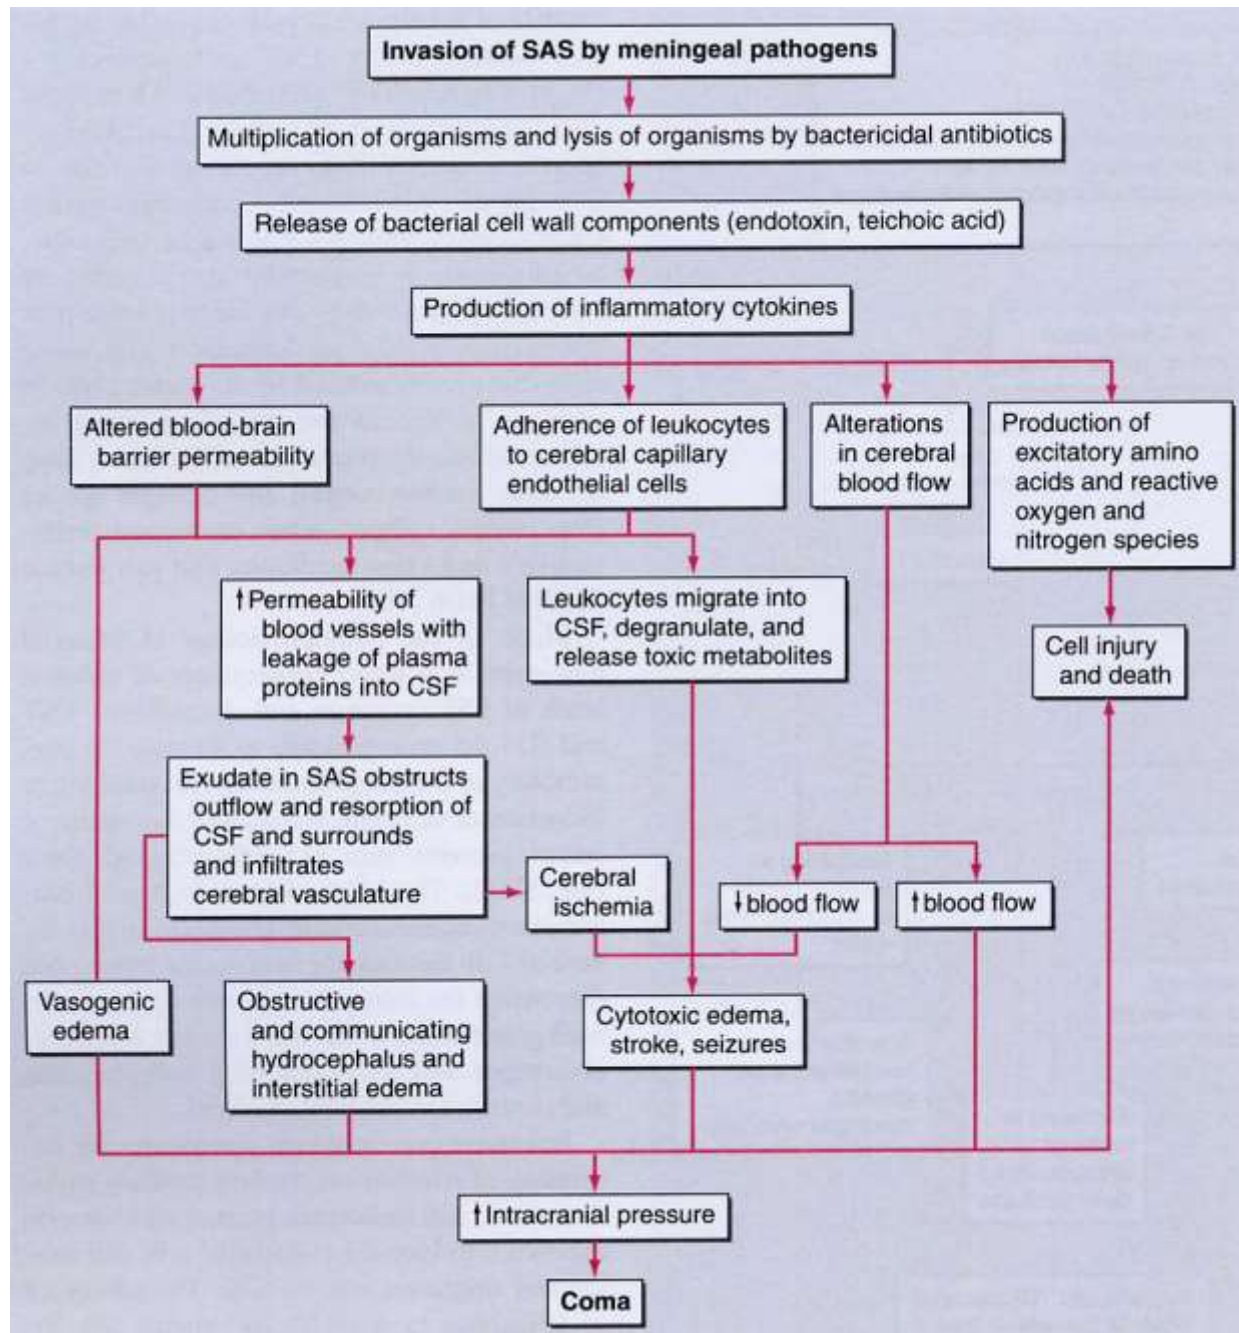 Invasion of SAS by meningeal pathogens
Multiplication of organisms and lysis of organisms by bactericidal antibiotics
Release of bacterial cell wall components (endotoxin, teichoic acid)
Production of inflammatory cytokines
Altered blood-brain
barrier permeability
Adherence of leukocytes
to cerebral capillary
endothelial cells
Alterations
in cerebral
blood flow
Production of
excitatory amino
acids and reactive
oxygen and
nitrogen species
↑Permeability of
blood vessels with
leakage of plasma
proteins into CSF
Leukocytes migrate into
CSF, degranulate, and
release toxic metabolites
Cell injury
and death
Exudate in SAS obstructs
outflow and resorption of
CSF and surrounds
and infiltrates
cerebral vasculature
Cerebral
ischemia
↓blood flow
↑blood flow
Vasogenic
edema
Obstructive
and communicating
hydrocephalus and
interstitial edema
Cytotoxic edema,
stroke, seizures
↑Intracranial pressure
Coma